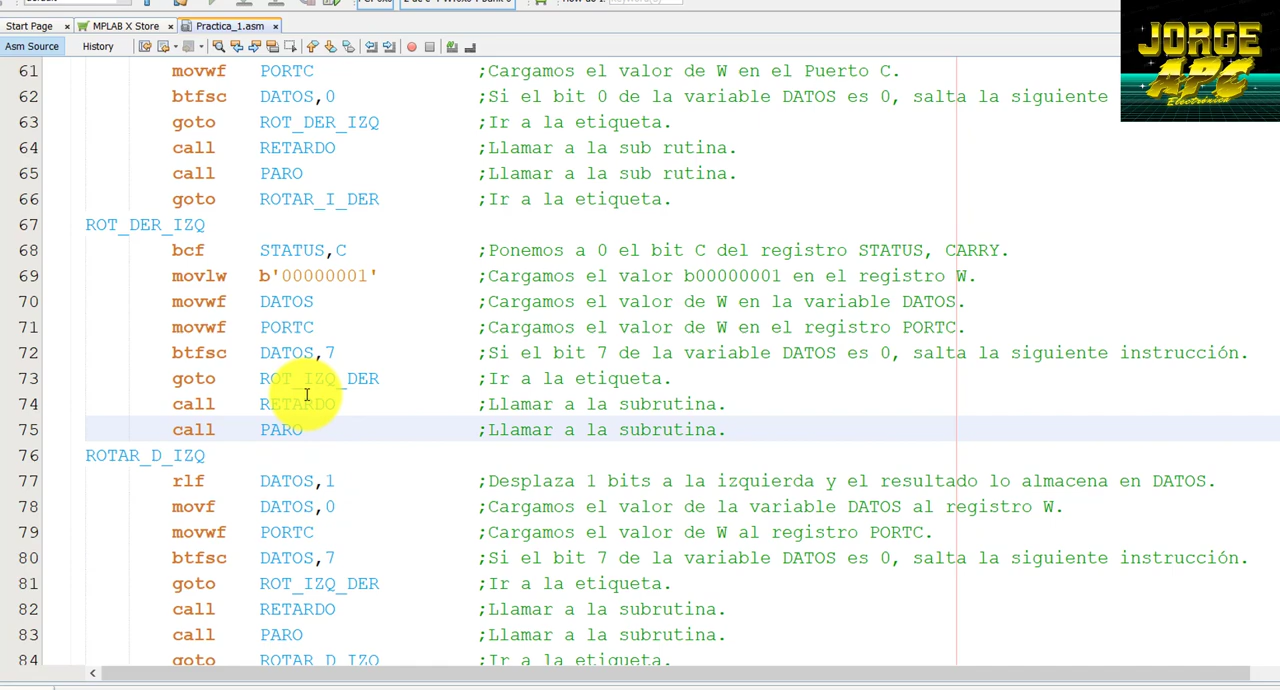 Start Page × MPLAB X Store × Practica_1.asm ×
Asm Source History
JORGE
APC
Electrónica
61 movwf PORTC ;Cargamos el valor de W en el Puerto C.
62 btfsc DATOS,0 ;Si el bit 0 de la variable DATOS es 0, salta la siguiente
63 goto ROT_DER_IZQ ;Ir a la etiqueta.
64 call RETARDO ;Llamar a la sub rutina.
65 call PARO ;Llamar a la sub rutina.
66 goto ROTAR_I_DER ;Ir a la etiqueta.
67 ROT_DER_IZQ
68 bcf STATUS,C ;Ponemos a 0 el bit C del registro STATUS, CARRY.
69 movlw b'00000001' ;Cargamos el valor b00000001 en el registro W.
70 movwf DATOS ;Cargamos el valor de W en la variable DATOS.
71 movwf PORTC ;Cargamos el valor de W en el registro PORTC.
72 btfsc DATOS,7 ;Si el bit 7 de la variable DATOS es 0, salta la siguiente instrucción.
73 goto ROT_IZQ_DER ;Ir a la etiqueta.
74 call RETARDO ;Llamar a la subrutina.
75 call PARO ;Llamar a la subrutina.
76 ROTAR_D_IZQ
77 rlf DATOS,1 ;Desplaza 1 bits a la izquierda y el resultado lo almacena en DATOS.
78 movf DATOS,0 ;Cargamos el valor de la variable DATOS al registro W.
79 movwf PORTC ;Cargamos el valor de W al registro PORTC.
80 btfsc DATOS,7 ;Si el bit 7 de la variable DATOS es 0, salta la siguiente instrucción.
81 goto ROT_IZQ_DER ;Ir a la etiqueta.
82 call RETARDO ;Llamar a la subrutina.
83 call PARO ;Llamar a la subrutina.
84 goto ROTAR_D_IZQ ;Ir a la etiqueta.